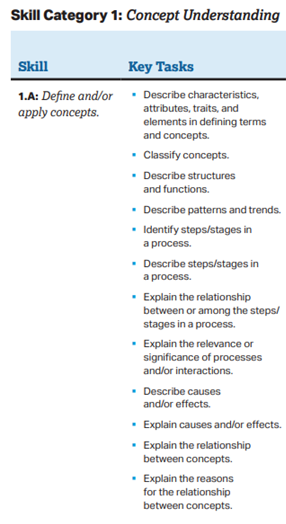 Skill Category 1: Concept Understanding
Skill Key Tasks
1.A: Define and/or
apply concepts.
• Describe characteristics,
attributes, traits, and
elements in defining terms
and concepts.
• Classify concepts.
• Describe structures
and functions.
• Describe patterns and trends.
• Identify steps/stages in
a process.
• Describe steps/stages in
a process.
• Explain the relationship
between or among the steps/
stages in a process.
• Explain the relevance or
significance of processes
and/or interactions.
• Describe causes
and/or effects.
• Explain causes and/or effects.
• Explain the relationship
between concepts.
• Explain the reasons
for the relationship
between concepts.